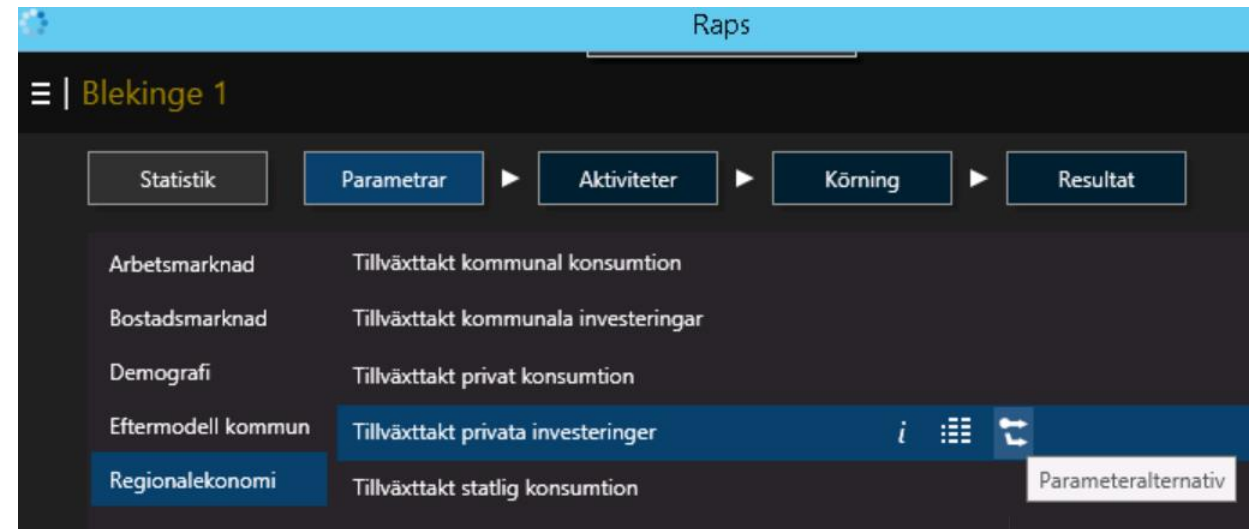 Raps
Blekinge 1
Statistik
Parametrar
Aktiviteter
Körning
Resultat
Arbetsmarknad
Bostadsmarknad
Demografi
Eftermodell kommun
Regionalekonomi
Tillväxttakt kommunal konsumtion
Tillväxttakt kommunala investeringar
Tillväxttakt privat konsumtion
Tillväxttakt privata investeringer
i
Tillväxttakt statlig konsumtion
Parameteralternativ